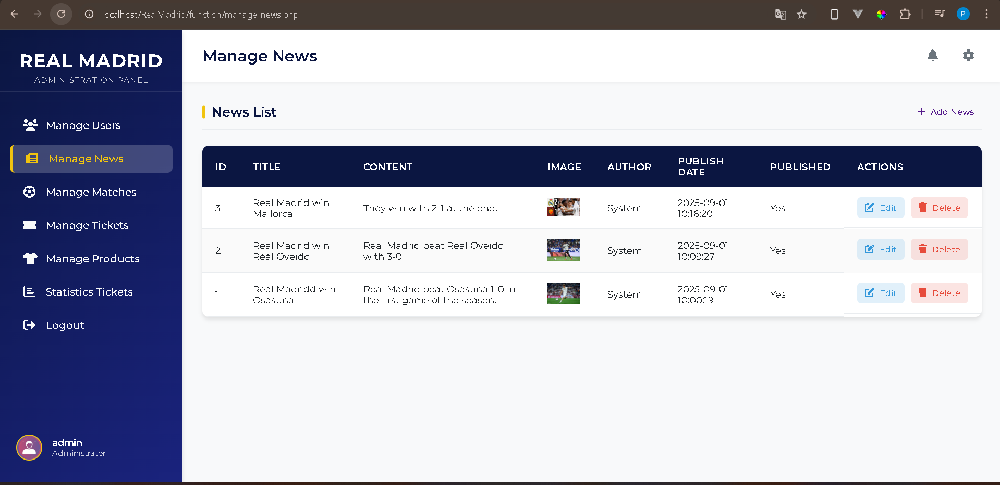 localhost/RealMadrid/function/manage_news.php
P
REAL MADRID
ADMINISTRATION PANEL
Manage Users
Manage News
Manage Matches
Manage Tickets
Manage Products
Statistics Tickets
Logout
admin
Administrator
Manage News
News List
+ Add News
ID TITLE CONTENT IMAGE AUTHOR PUBLISH DATE PUBLISHED ACTIONS
3
Real Madrid win
Mallorca
They win with 2-1 at the end.
2
1
System
2025-09-01
10:16:20
Yes
Edit
Delete
2
Real Madrid win
Real Oveido
Real Madrid beat Real Oveido
with 3-0
System
2025-09-01
10:09:27
Yes
Edit
Delete
1
Real Madridd win
Osasuna
Real Madrid beat Osasuna 1-0 in
the first game of the season.
System
2025-09-01
10:00:19
Yes
Edit
Delete